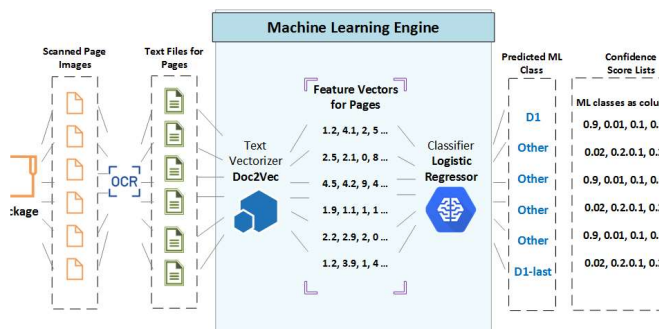 Machine Learning Engine
Scanned Page
Images
Text Files for
Pages
Predicted ML
Class
Confidence
Score Lists
Feature Vectors
for Pages
ML classes as colu
1.2, 4.1, 2, 5 ...
2.5, 2.1, 0, 8 ...
4.5, 4.2, 9, 4 ...
1.9, 1.1, 1, 1 ...
2.2, 2.9, 2, 0 ...
1.2, 3.9, 1, 4 ...
Text
Vectorizer
Doc2Vec
Classifier
Logistic
Regressor
OCR
ckage
D1
Other
Other
Other
Other
D1-last
0.9, 0.01, 0.1, 0.
0.02, 0.2.0.1, 0.
0.9, 0.01, 0.1, 0.
0.02, 0.2.0.1, 0.
0.9, 0.01, 0.1, 0.
0.02, 0.2.0.1, 0.